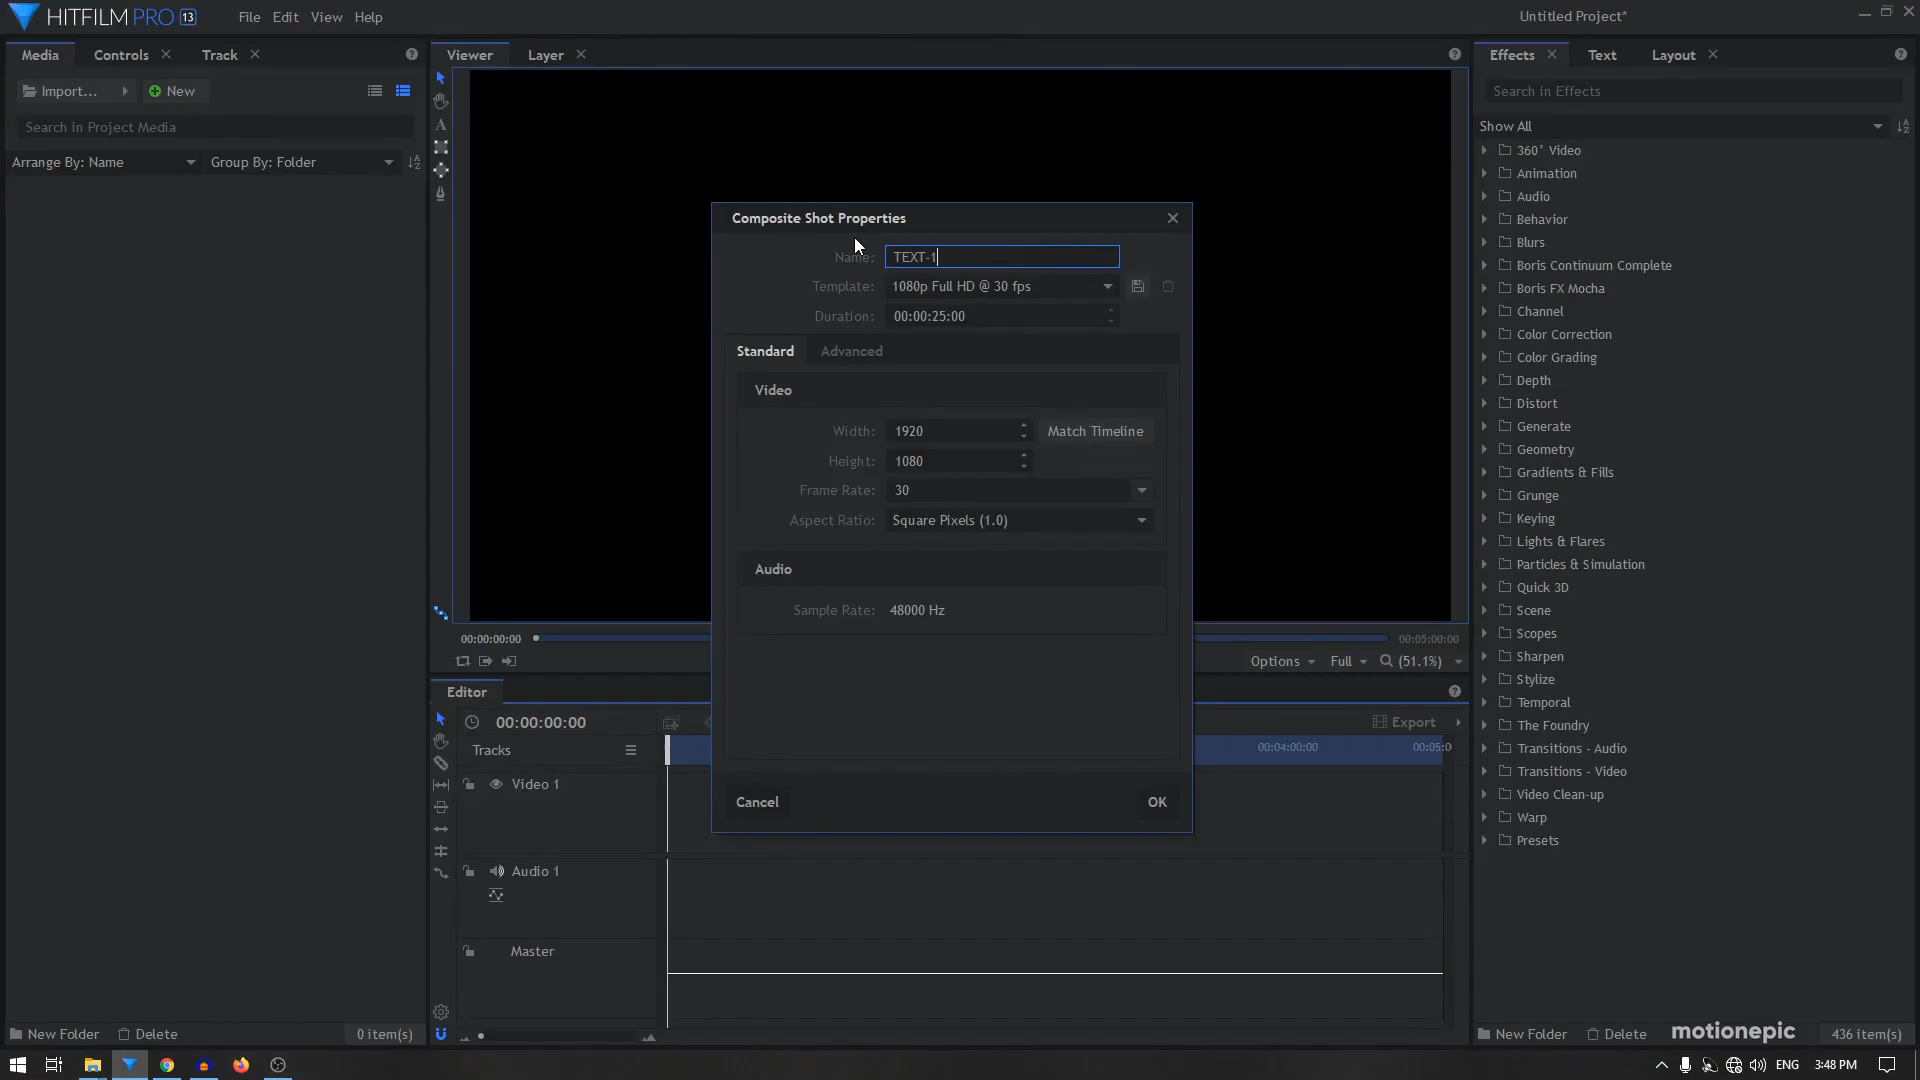 HITFILM PRO 13
File Edit View Help
Untitled Project*
Media Controls Track
Import...
New
Search in Project Media
Arrange By: Name
Group By: Folder
New Folder
Delete
0 item(s)
Viewer Layer
Composite Shot Properties
Name: TEXT-1
Template: 1080p Full HD @ 30 fps
Duration: 00:00:25:00
Standard Advanced
Video
Width: 1920
Match Timeline
Height: 1080
Frame Rate: 30
Aspect Ratio: Square Pixels (1.0)
Audio
Sample Rate: 48000 Hz
Cancel
OK
00:00:00:00
00:05:00:00
Options Full (51.1%)
Editor
00:00:00:00
Export
Tracks
00:04:00:00
00:05:0
Video 1
Audio 1
Master
Effects Text Layout
Search in Effects
Show All
360° Video
Animation
Audio
Behavior
Blurs
Boris Continuum Complete
Boris FX Mocha
Channel
Color Correction
Color Grading
Depth
Distort
Generate
Geometry
Gradients & Fills
Grunge
Keying
Lights & Flares
Particles & Simulation
Quick 3D
Scene
Scopes
Sharpen
Stylize
Temporal
The Foundry
Transitions - Audio
Transitions - Video
Video Clean-up
Warp
Presets
New Folder
Delete
motionepic
436 item(s)
ENG
3:48 PM